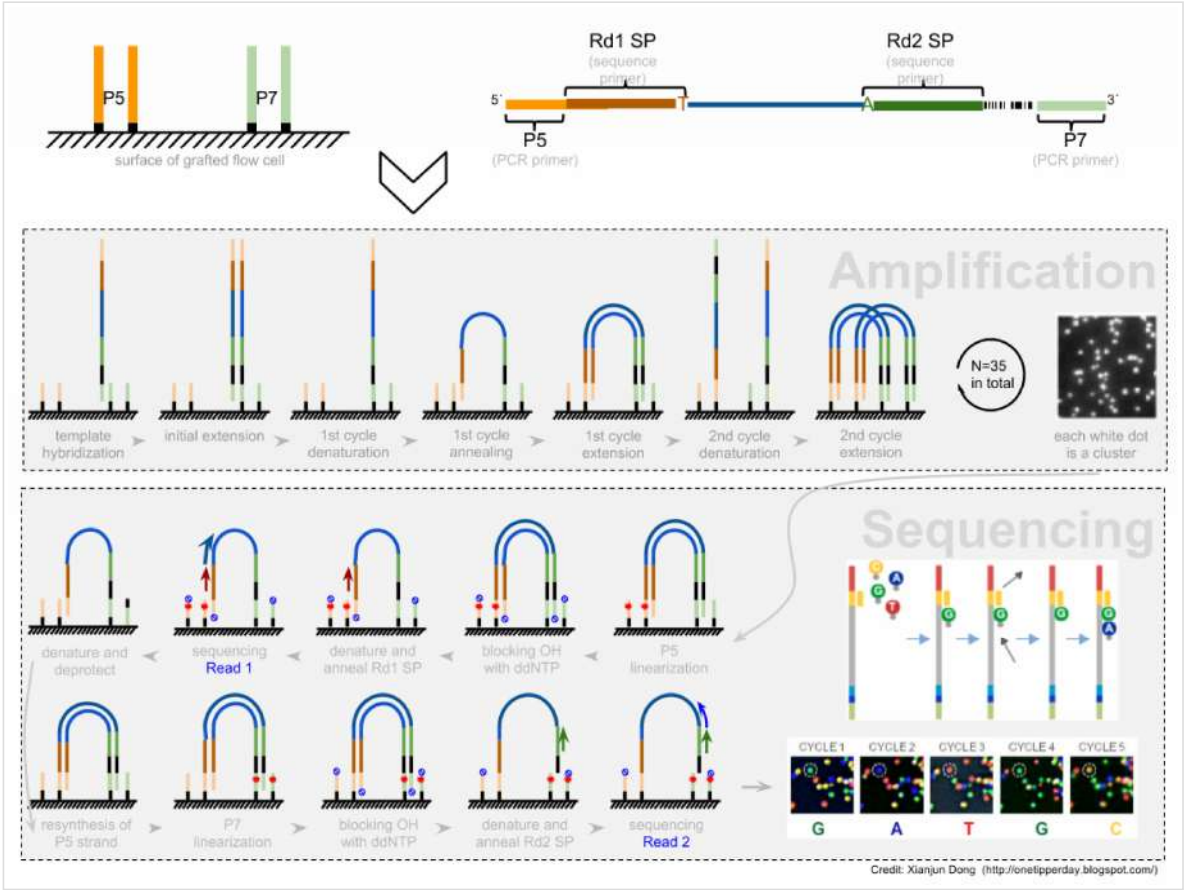 Rd1 SP
(sequence
primer)
Rd2 SP
(sequence
primer)
P5
P7
5`
T
A
3`
surface of grafted flow cell
P5
(PCR primer)
P7
(PCR primer)
Amplification
N=35
in total
template
hybridization
initial extension
1st cycle
denaturation
1st cycle
annealing
1st cycle
extension
2nd cycle
denaturation
2nd cycle
extension
each white dot
is a cluster
Sequencing
C
A
G
T
G
G
G
G
A
denature and
deprotect
sequencing
Read 1
denature and
anneal Rd1 SP
blocking OH
with ddNTP
P5
linearization
resynthesis of
P5 strand
P7
linearization
blocking OH
with ddNTP
denature and
anneal Rd2 SP
sequencing
Read 2
CYCLE 1
CYCLE 2
CYCLE 3
CYCLE 4
CYCLE 5
G
A
T
G
C
Credit: Xianjun Dong (http://onetipperday.blogspot.com/)